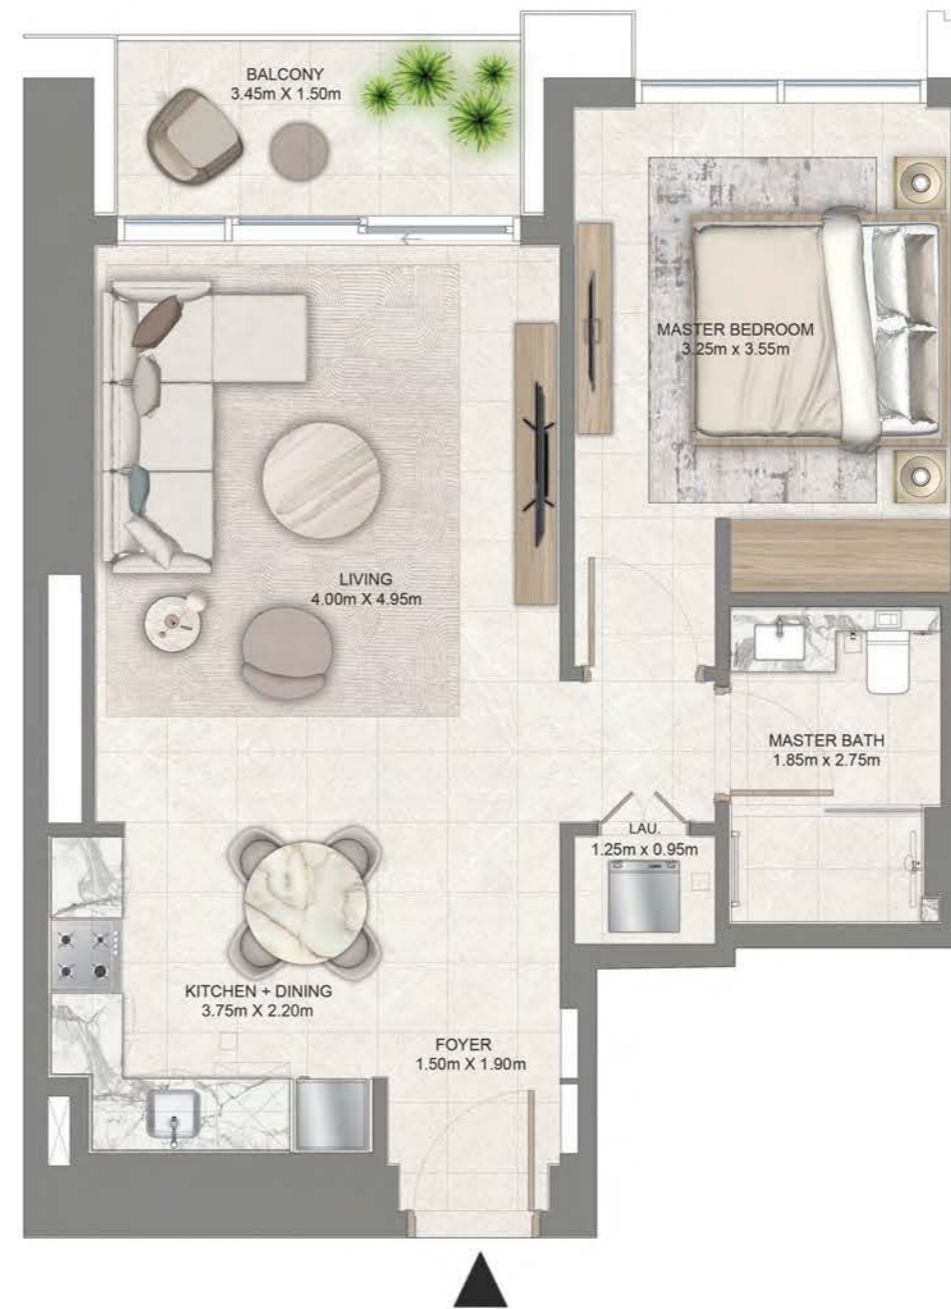 BALCONY
3.45m X 1.50m
MASTER BEDROOM
3.25m x 3.55m
LIVING
4.00m X 4.95m
MASTER BATH
1.85m x 2.75m
LAU.
1.25m x 0.95m
KITCHEN + DINING
3.75m X 2.20m
FOYER
1.50m X 1.90m